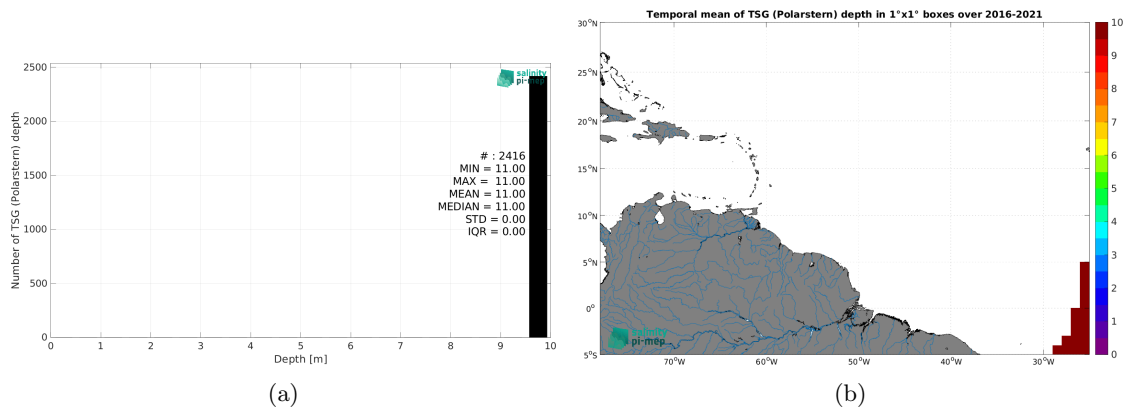 Number of TSG (Polarstern) depth
2500
2000
1500
1000
500
0
salinity
pi-mep
# : 2416
MIN = 11.00
MAX = 11.00
MEAN = 11.00
MEDIAN = 11.00
STD = 0.00
IQR = 0.00
0 1 2 3 4 5 6 7 8 9 10
Depth [m]
(a)
Temporal mean of TSG (Polarstern) depth in 1°x1° boxes over 2016-2021
30°N
25°N
20°N
15°N
10°N
5°N
0°
5°S
salinity
pi-mep
70°W 60°W 50°W 40°W 30°W
10
9
8
7
6
5
4
3
2
1
0
(b)